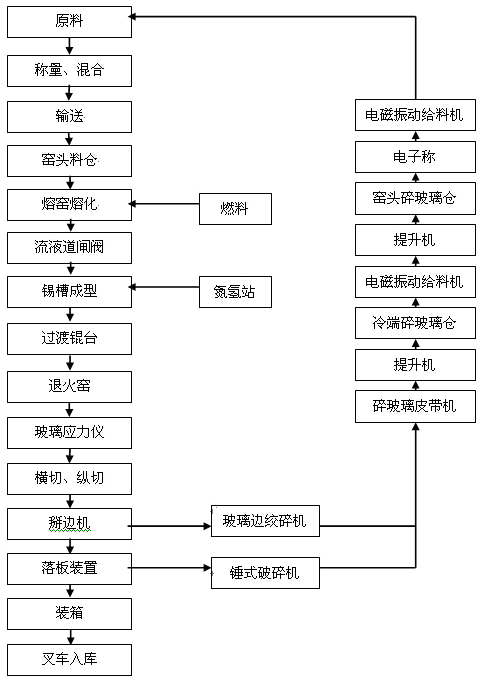 原料
称量、混合
输送
窑头料仓
熔窑熔化
流液道闸阀
锡槽成型
过渡锟台
退火窑
玻璃应力仪
横切、纵切
掰边机
落板装置
装箱
叉车入库
燃料
氮氢站
玻璃边绞碎机
锤式破碎机
电磁振动给料机
电子称
窑头碎玻璃仓
提升机
电磁振动给料机
冷端碎玻璃仓
提升机
碎玻璃皮带机